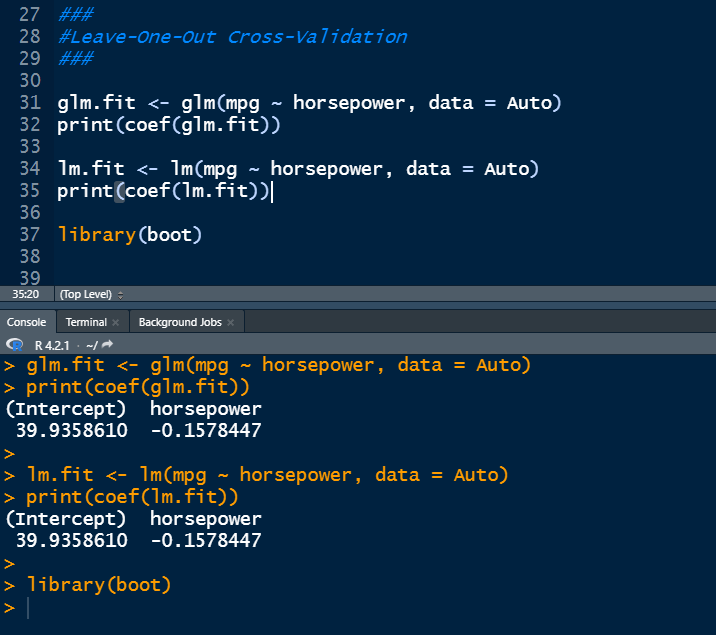 27 ###
28 #Leave-One-Out Cross-Validation
29 ###
30
31 glm.fit <- glm(mpg ~ horsepower, data = Auto)
32 print(coef(glm.fit))
33
34 lm.fit <- lm(mpg ~ horsepower, data = Auto)
35 print(coef(lm.fit))
36
37 library(boot)
38
39
35:20 (Top Level)
Console Terminal Background Jobs
R 4.2.1 · ~/
> glm.fit <- glm(mpg ~ horsepower, data = Auto)
> print(coef(glm.fit))
(Intercept) horsepower
39.9358610 -0.1578447
>
> lm.fit <- lm(mpg ~ horsepower, data = Auto)
> print(coef(lm.fit))
(Intercept) horsepower
39.9358610 -0.1578447
>
> library(boot)
>